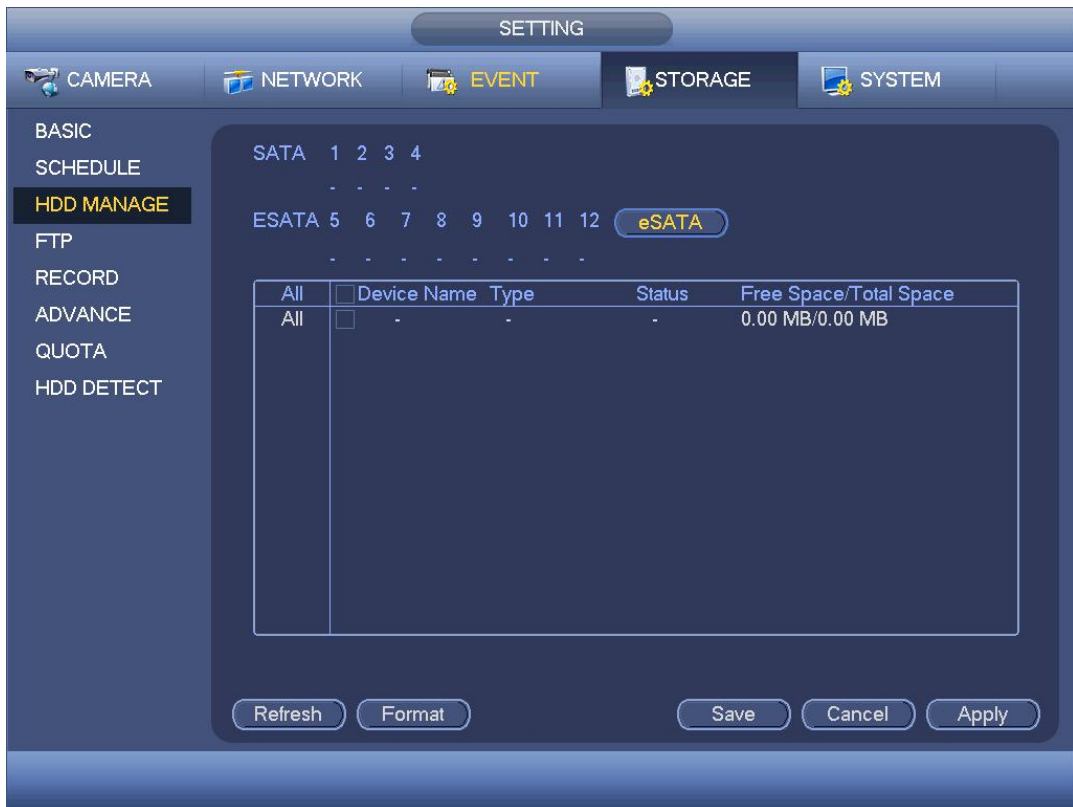 SETTING
CAMERA NETWORK EVENT STORAGE SYSTEM
BASIC
SCHEDULE
HDD MANAGE
FTP
RECORD
ADVANCE
QUOTA
HDD DETECT
SATA 1 2 3 4
- - - -
ESATA 5 6 7 8 9 10 11 12 eSATA
- - - - - - - -
All Device Name Type Status Free Space/Total Space
All - - - 0.00 MB/0.00 MB
Refresh Format Save Cancel Apply